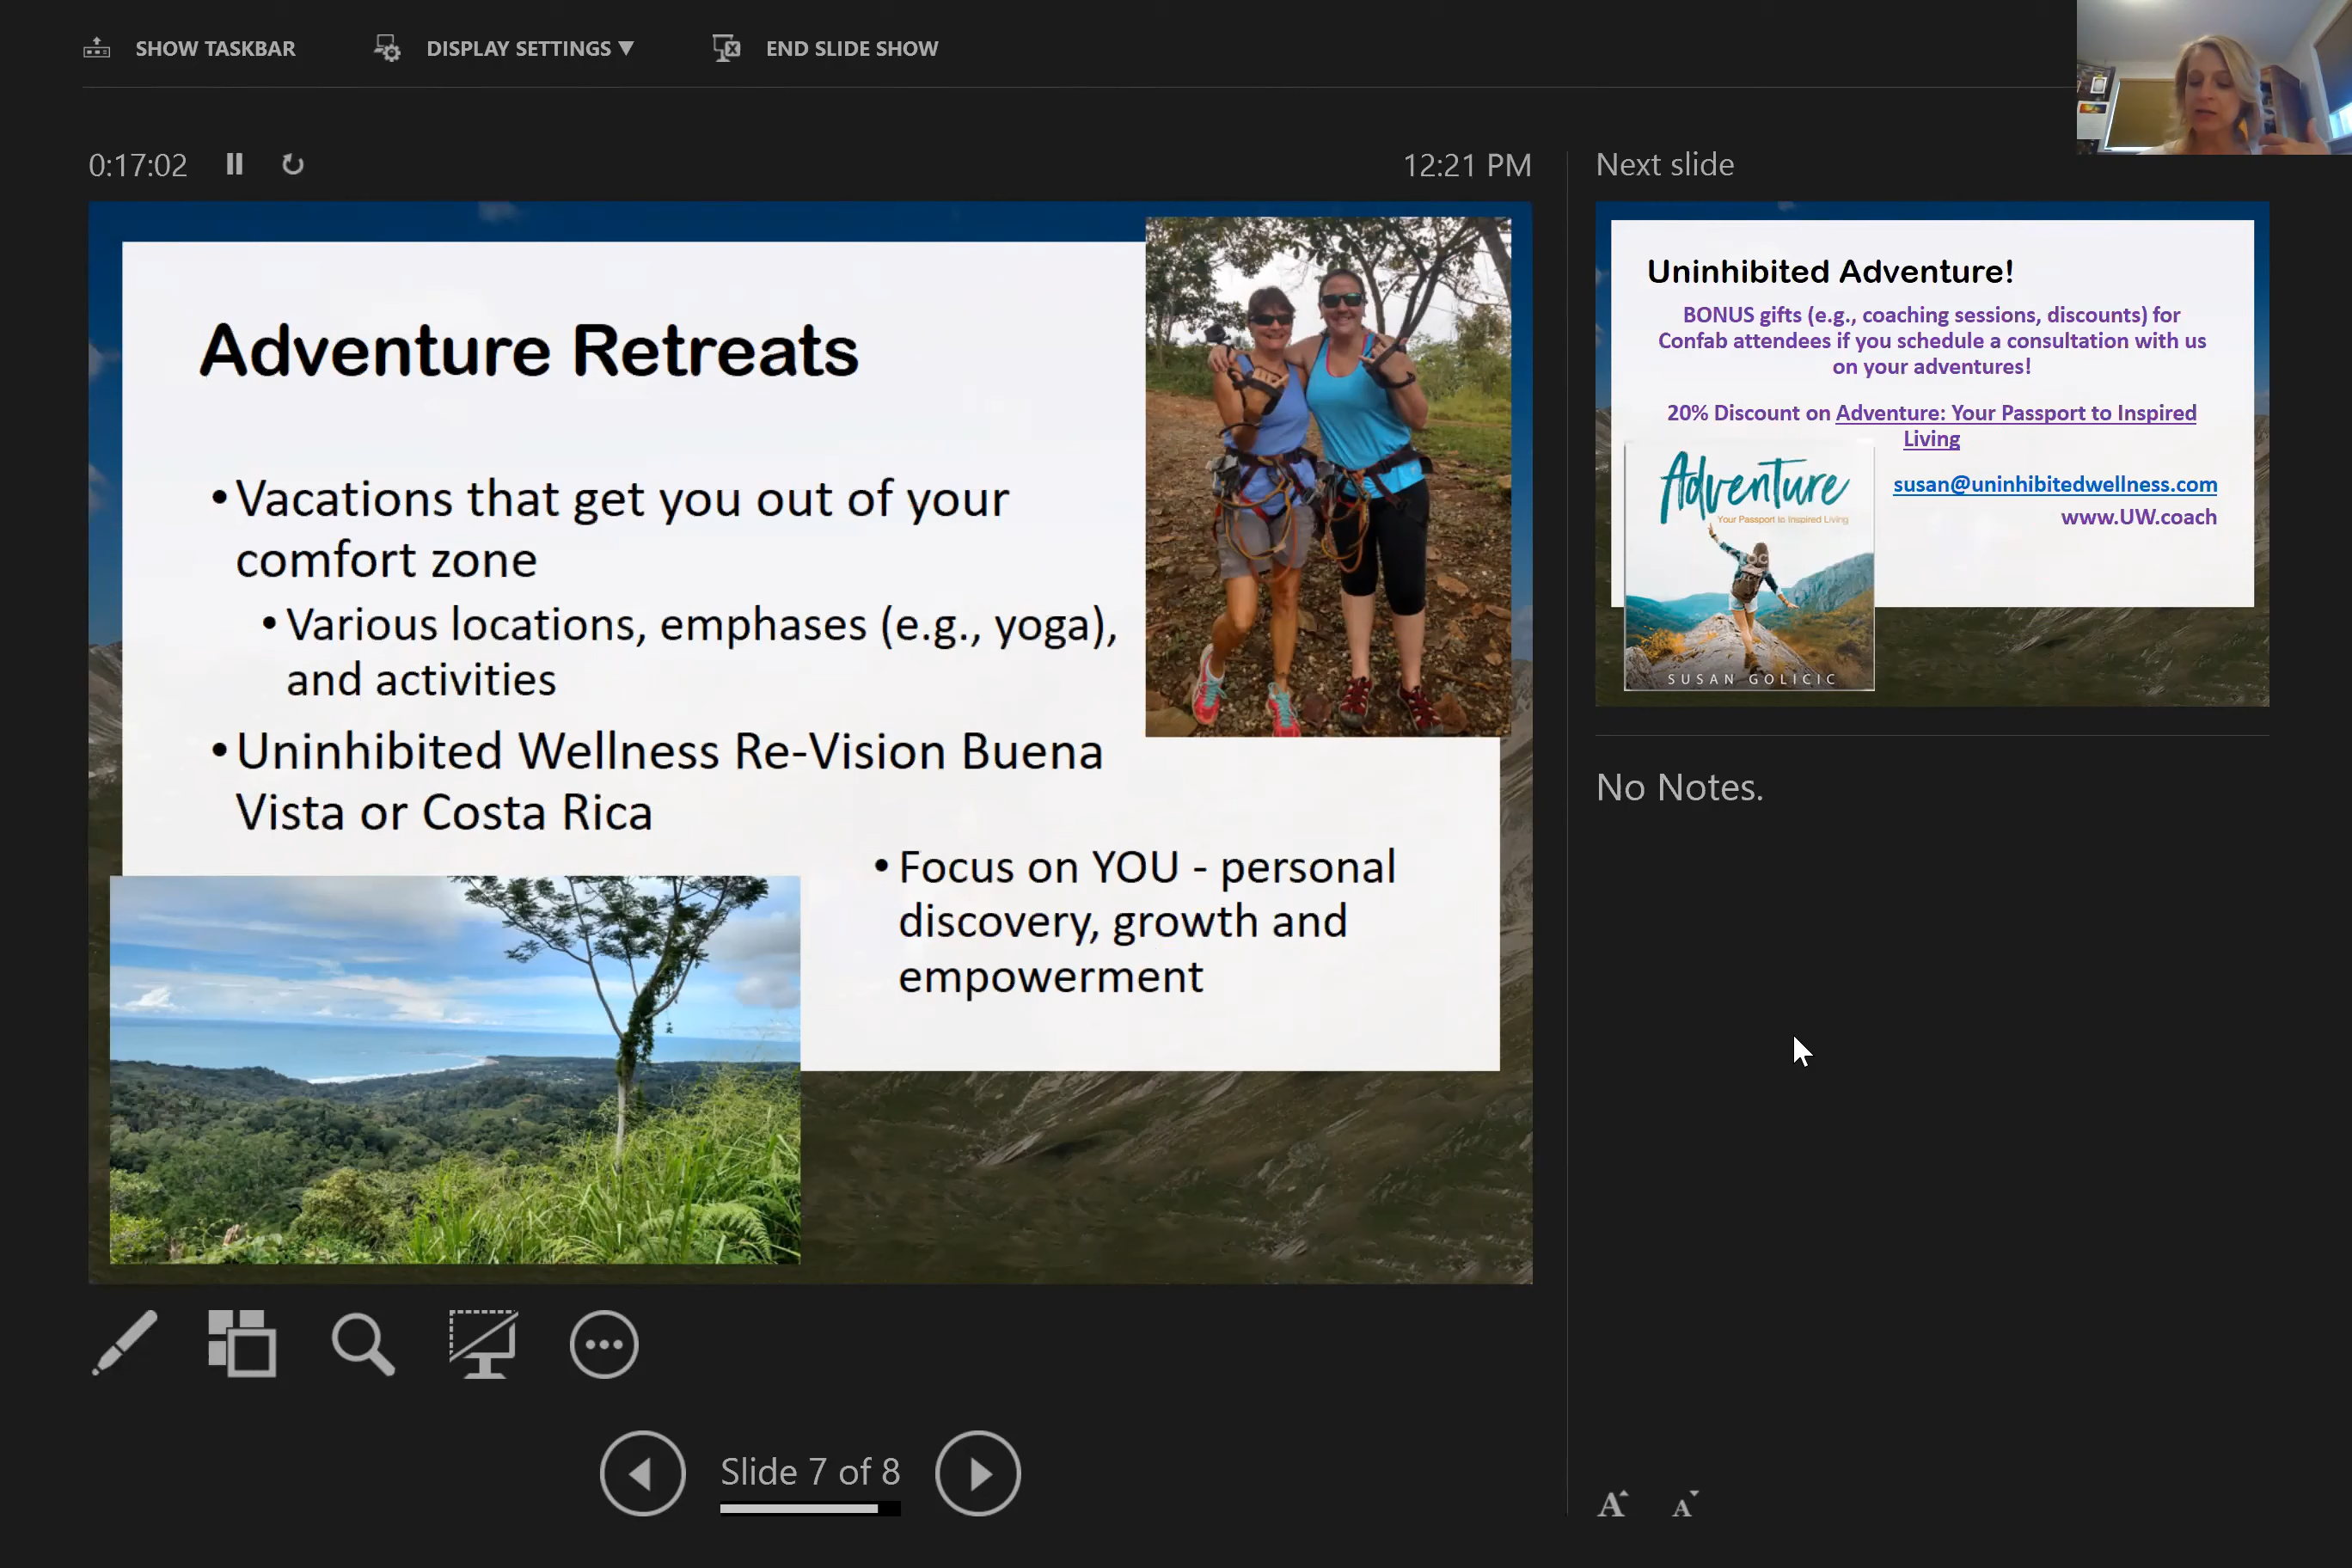 SHOW TASKBAR
DISPLAY SETTINGS ▼
END SLIDE SHOW
0:17:02
12:21 PM
Adventure Retreats
• Vacations that get you out of your
comfort zone
• Various locations, emphases (e.g., yoga),
and activities
• Uninhibited Wellness Re-Vision Buena
Vista or Costa Rica
• Focus on YOU - personal
discovery, growth and
empowerment
Next slide
Uninhibited Adventure!
BONUS gifts (e.g., coaching sessions, discounts) for
Confab attendees if you schedule a consultation with us
on your adventures!
20% Discount on Adventure: Your Passport to Inspired
Living
Adventure
Your Passport to Inspired Living
SUSAN GOLICIC
susan@uninhibitedwellness.com
www.UW.coach
No Notes.
Slide 7 of 8
A A